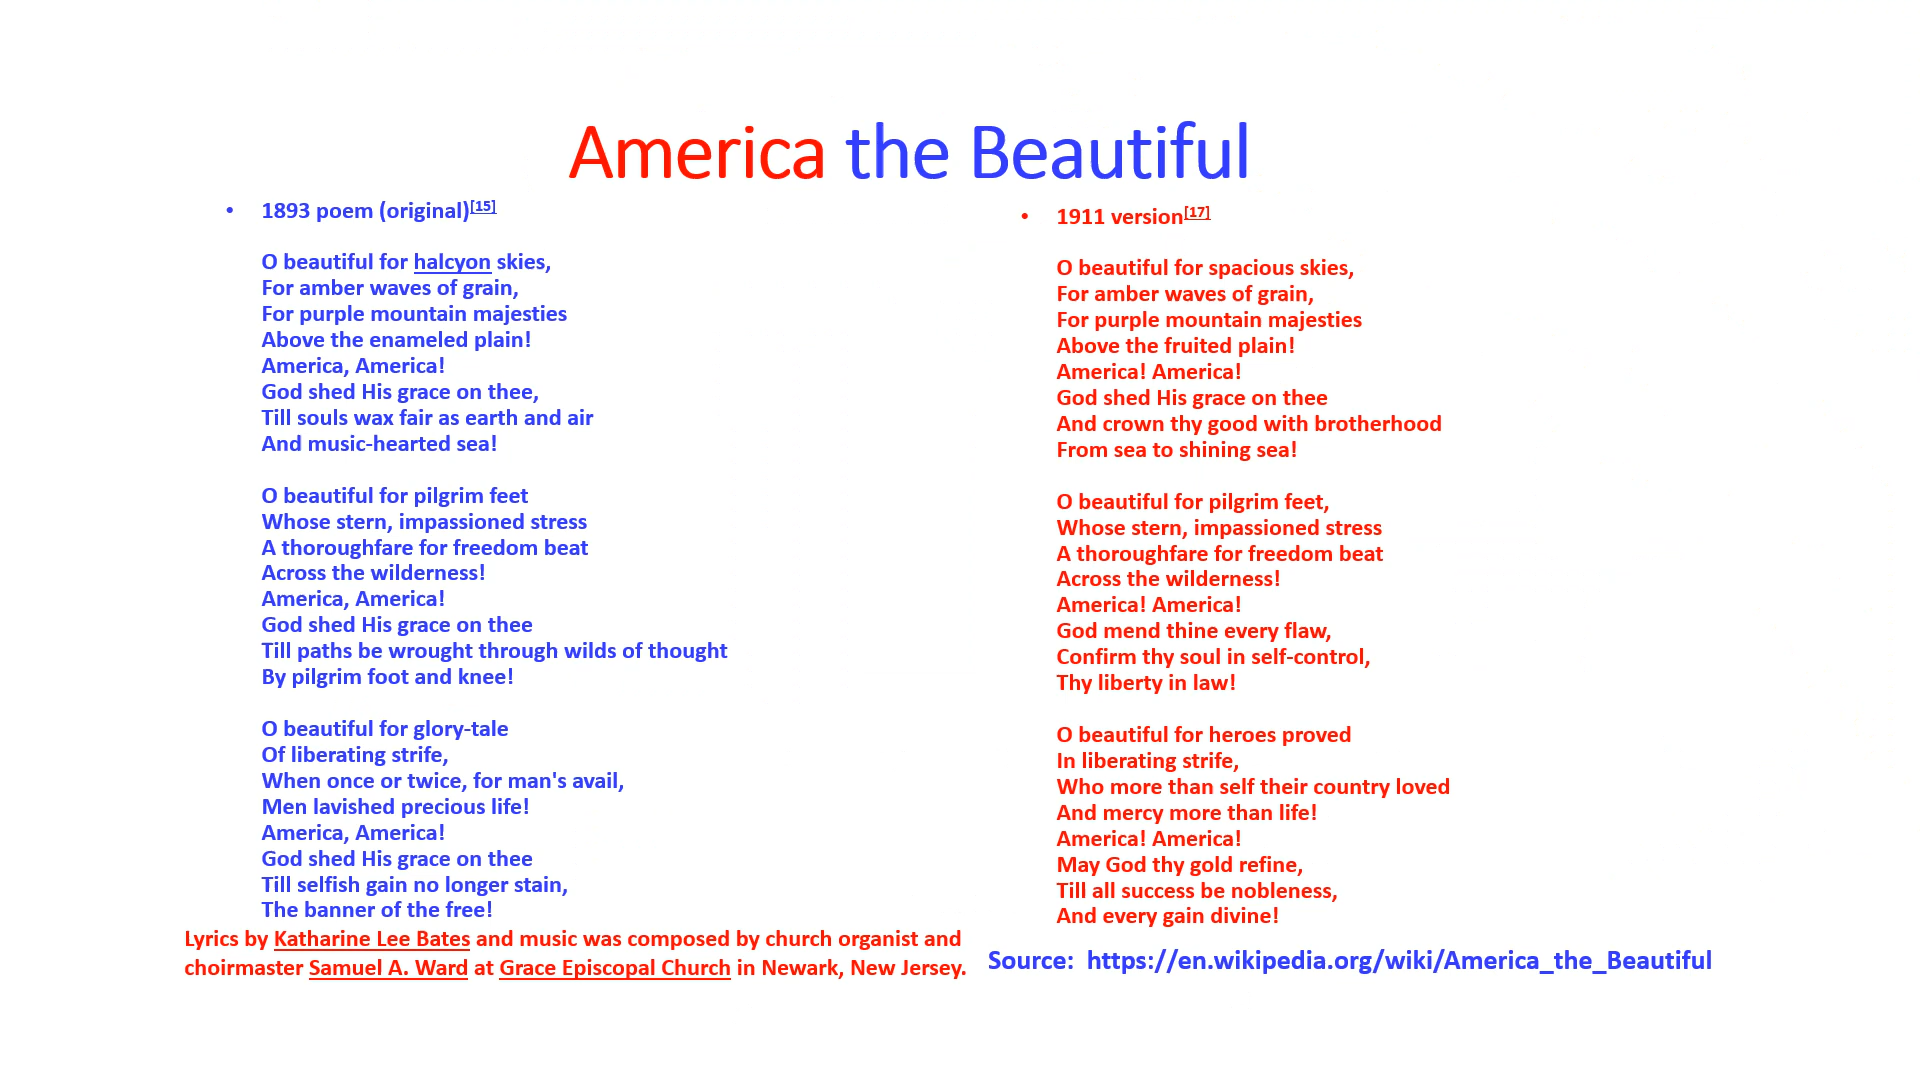 America the Beautiful
• 1893 poem (original)[15]
O beautiful for halcyon skies,
For amber waves of grain,
For purple mountain majesties
Above the enameled plain!
America, America!
God shed His grace on thee,
Till souls wax fair as earth and air
And music-hearted sea!
O beautiful for pilgrim feet
Whose stern, impassioned stress
A thoroughfare for freedom beat
Across the wilderness!
America, America!
God shed His grace on thee
Till paths be wrought through wilds of thought
By pilgrim foot and knee!
O beautiful for glory-tale
Of liberating strife,
When once or twice, for man's avail,
Men lavished precious life!
America, America!
God shed His grace on thee
Till selfish gain no longer stain,
The banner of the free!
Lyrics by Katharine Lee Bates and music was composed by church organist and
choirmaster Samuel A. Ward at Grace Episcopal Church in Newark, New Jersey.
• 1911 version[17]
O beautiful for spacious skies,
For amber waves of grain,
For purple mountain majesties
Above the fruited plain!
America! America!
God shed His grace on thee
And crown thy good with brotherhood
From sea to shining sea!
O beautiful for pilgrim feet,
Whose stern, impassioned stress
A thoroughfare for freedom beat
Across the wilderness!
America! America!
God mend thine every flaw,
Confirm thy soul in self-control,
Thy liberty in law!
O beautiful for heroes proved
In liberating strife,
Who more than self their country loved
And mercy more than life!
America! America!
May God thy gold refine,
Till all success be nobleness,
And every gain divine!
Source: https://en.wikipedia.org/wiki/America_the_Beautiful